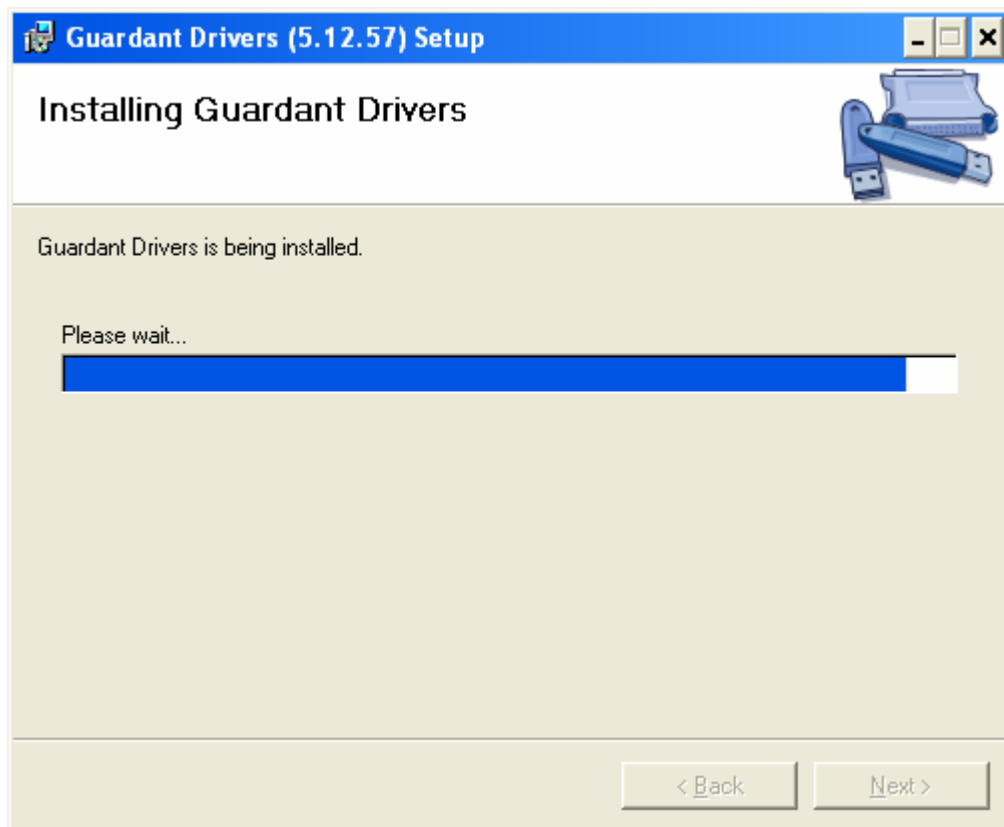 Guardant Drivers (5.12.57) Setup
Installing Guardant Drivers
Guardant Drivers is being installed.
Please wait...
< Back
Next >